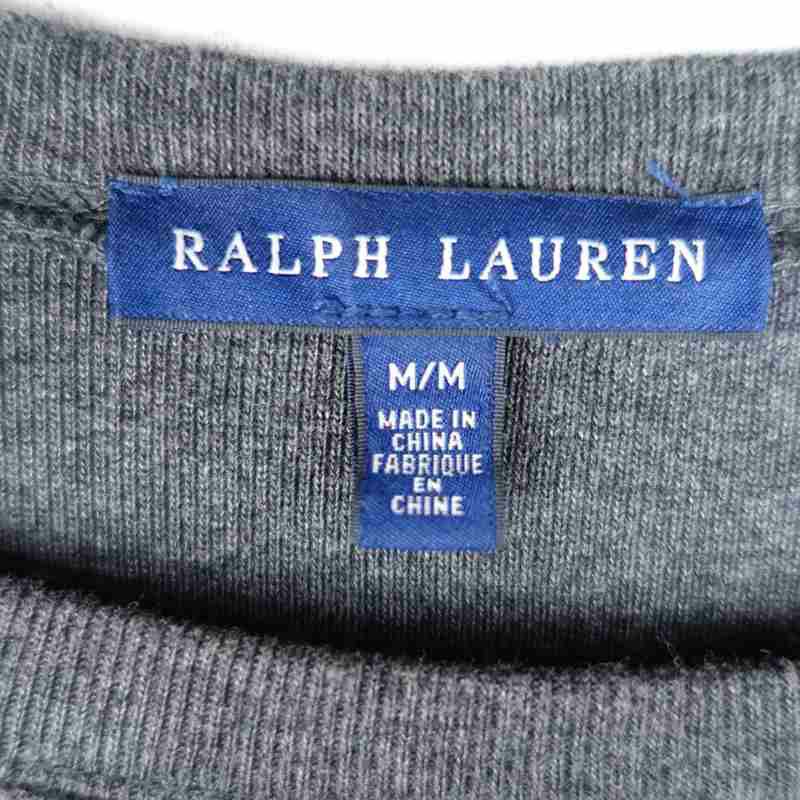 RALPH LAUREN
M/M
MADE IN
CHINA
FABRIQUE
EN
CHINE